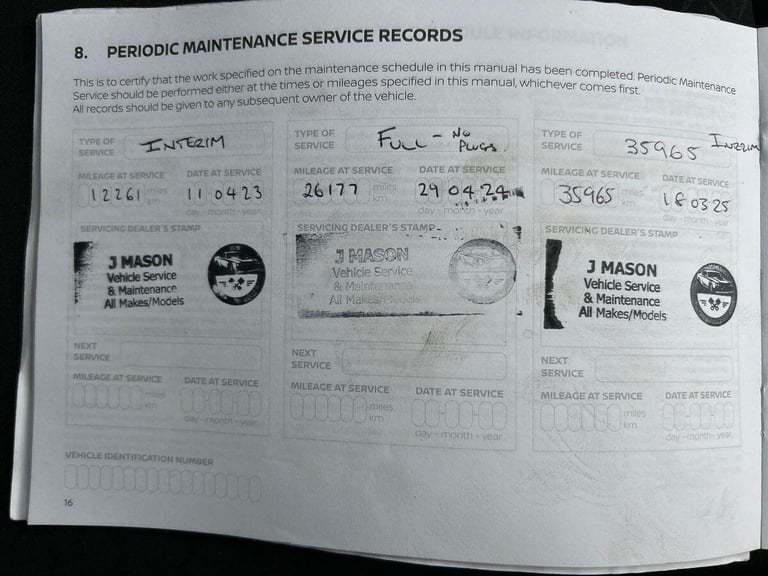 8. PERIODIC MAINTENANCE SERVICE RECORDS
This is to certify that the work specified on the maintenance schedule in this manual has been completed. Periodic Maintenance
Service should be performed either at the times or mileages specified in this manual, whichever comes first.
All records should be given to any subsequent owner of the vehicle.
TYPE OF
SERVICE
INTERIM
MILEAGE AT SERVICE
DATE AT SERVICE
12261 miles
km
11 04 23
day - month - year
SERVICING DEALER'S STAMP
J MASON
Vehicle Service
& Maintenance
All Makes/Models
NEXT
SERVICE
MILEAGE AT SERVICE
DATE AT SERVICE
miles
km
day - month - year
VEHICLE IDENTIFICATION NUMBER
16
TYPE OF
SERVICE
FULL - NO
PLUGS.
MILEAGE AT SERVICE
DATE AT SERVICE
26177 miles
km
29 04 24
day - month - year
SERVICING DEALER'S STAMP
J MASON
Vehicle Service
& Maintenance
All Makes/Models
NEXT
SERVICE
MILEAGE AT SERVICE
DATE AT SERVICE
miles
km
day - month - year
TYPE OF
SERVICE
35965 INTERIM
MILEAGE AT SERVICE
DATE AT SERVICE
35965 miles
km
18 03 25
day - month - year
SERVICING DEALER'S STAMP
J MASON
Vehicle Service
& Maintenance
All Makes/Models
NEXT
SERVICE
MILEAGE AT SERVICE
DATE AT SERVICE
miles
km
day - month - year